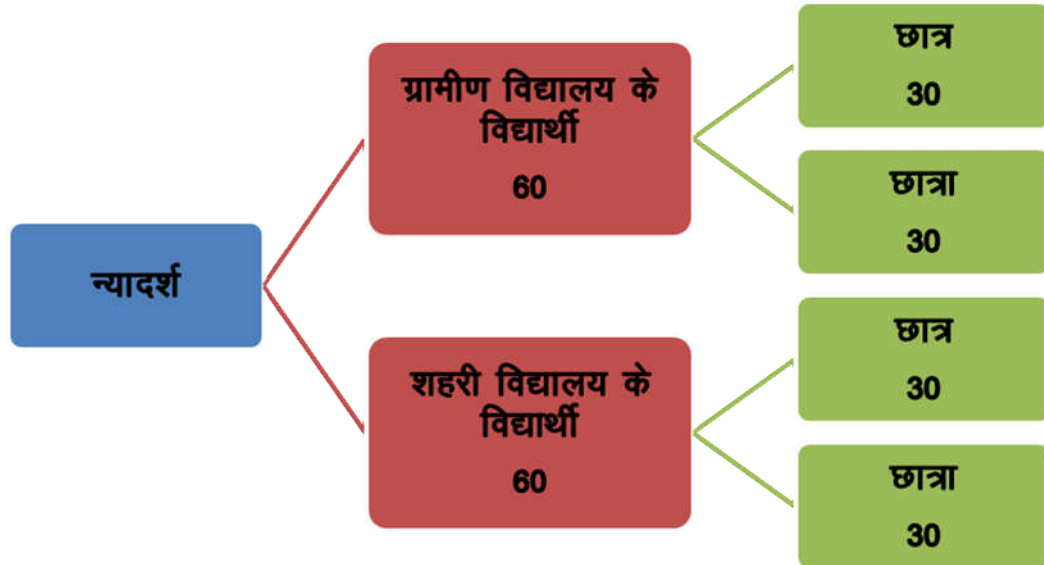 न्यादर्श
ग्रामीण विद्यालय के
विद्यार्थी
60
छात्र
30
छात्रा
30
शहरी विद्यालय के
विद्यार्थी
60
छात्र
30
छात्रा
30